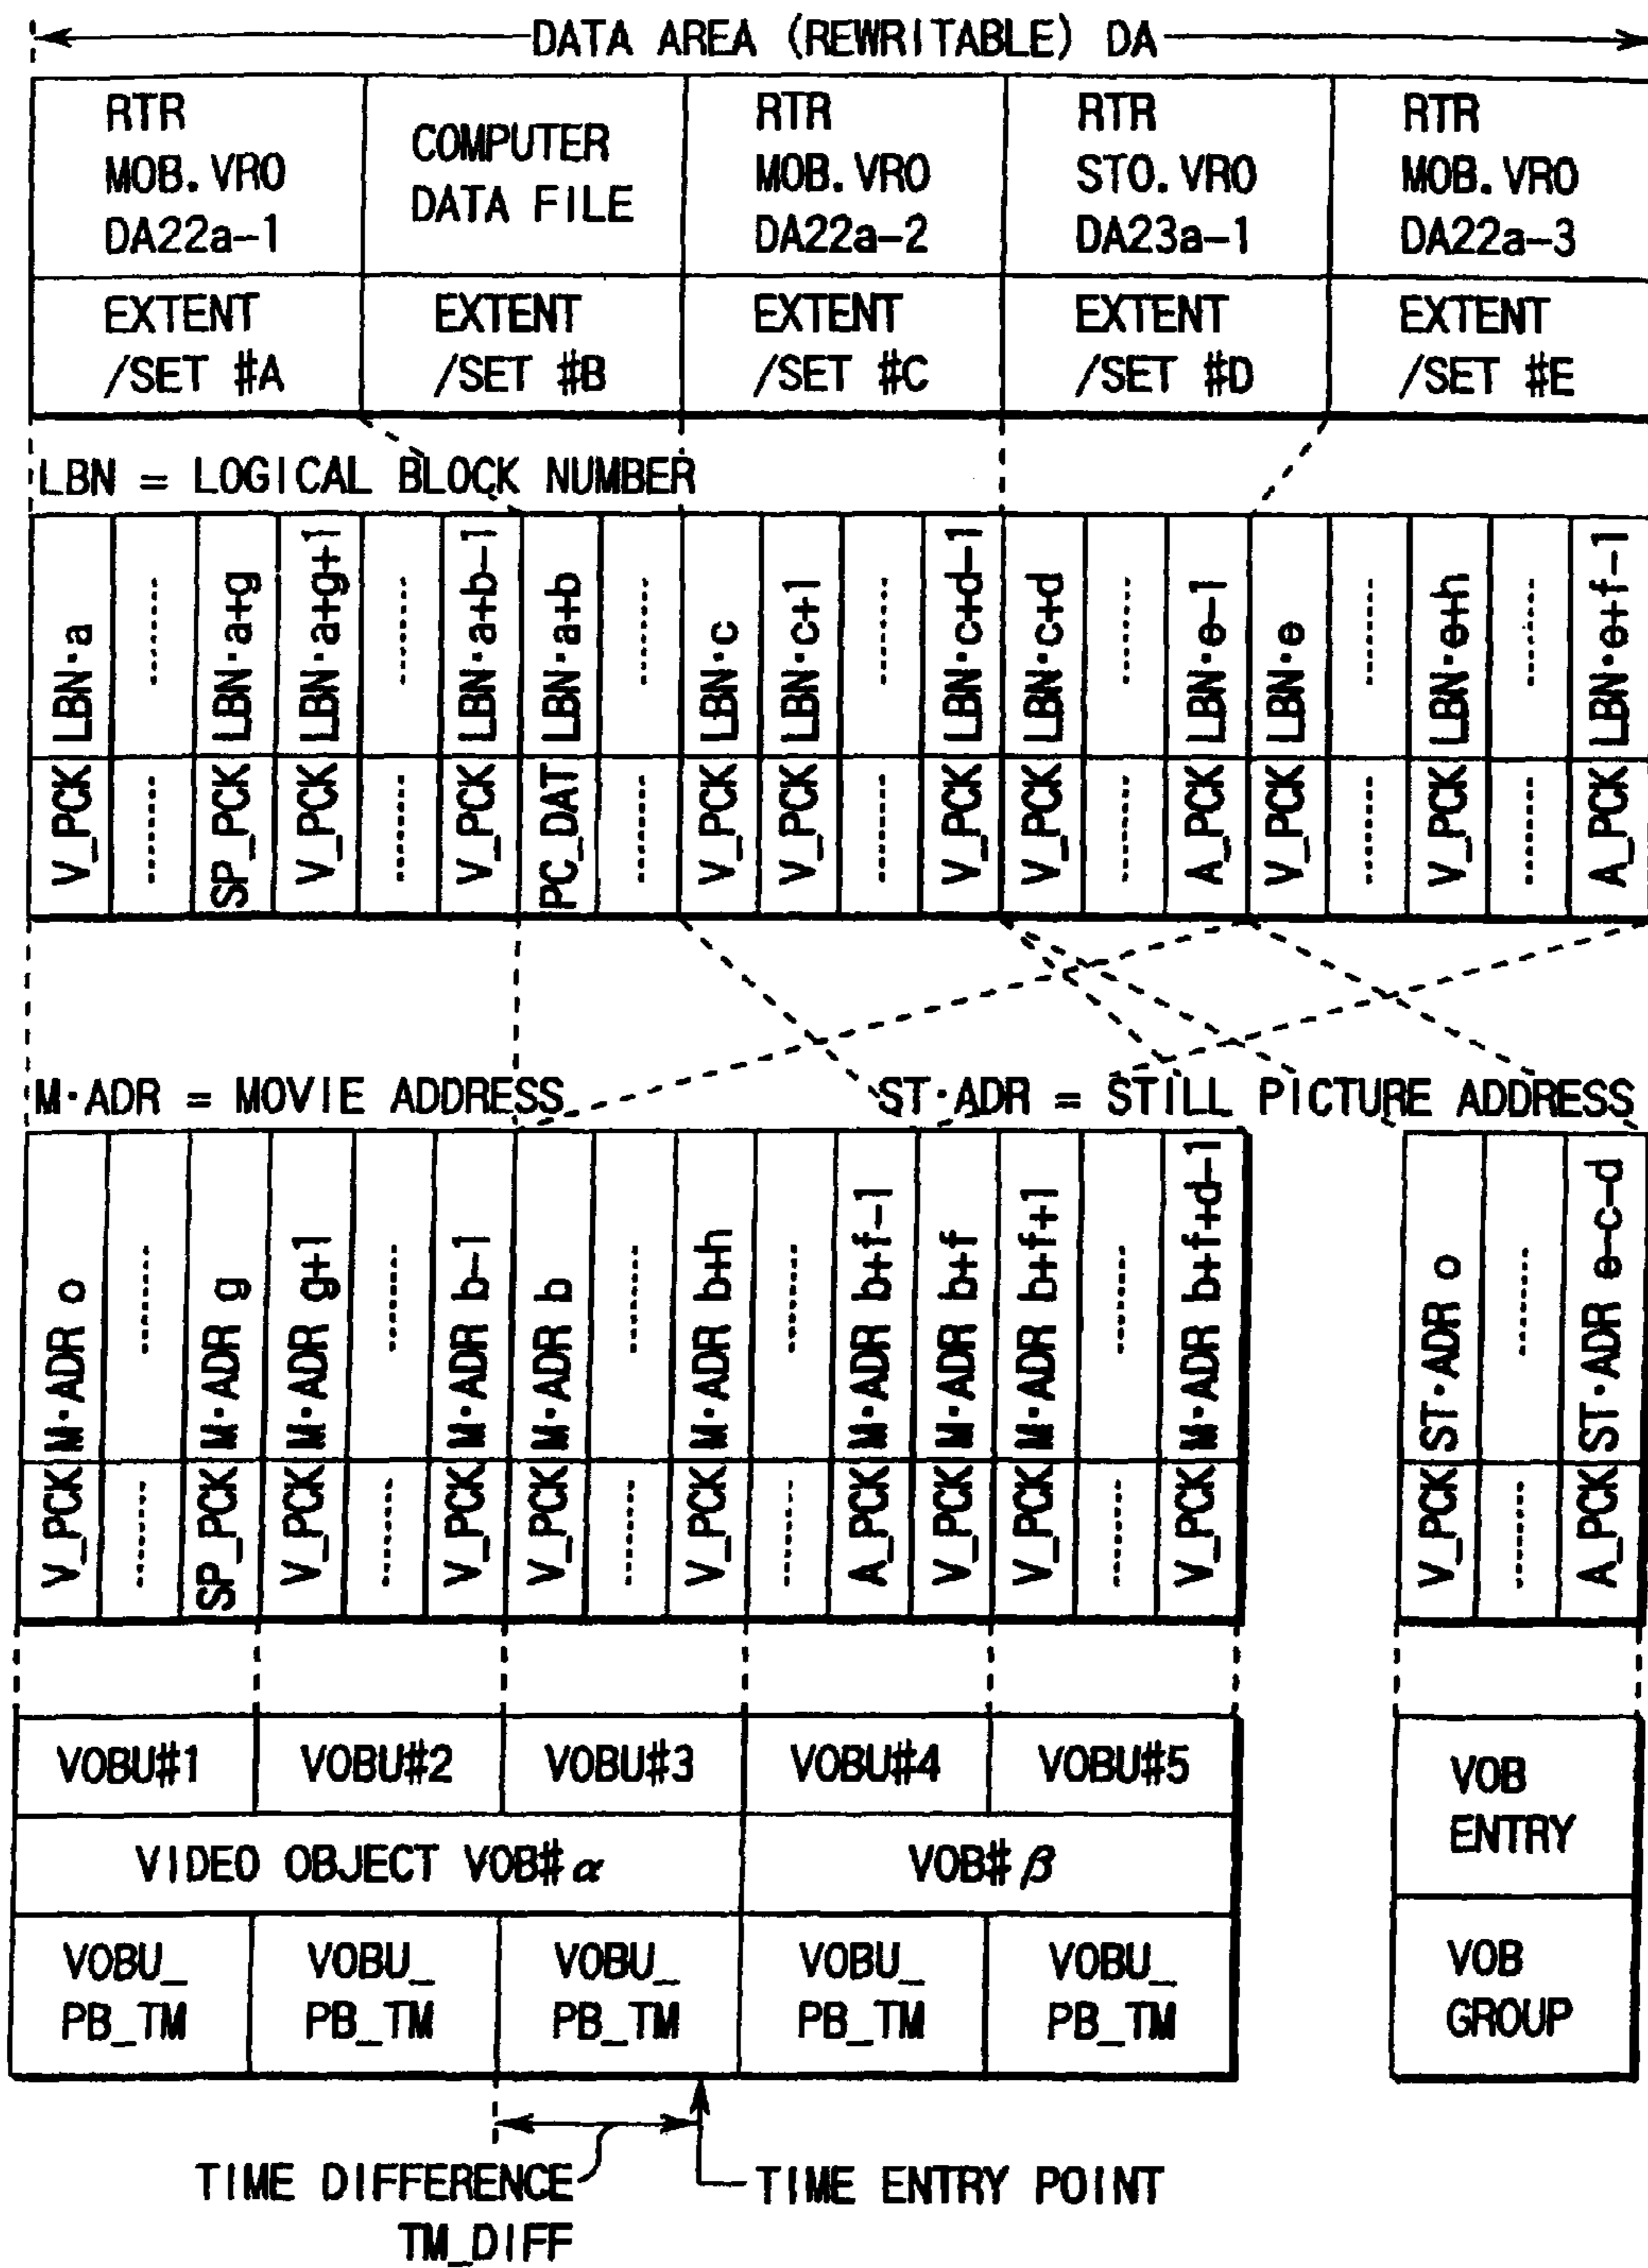 DATA AREA (REWRITABLE) DA
RTR
MOB.VRO
DA22a-1
COMPUTER
DATA FILE
RTR
MOB.VRO
DA22a-2
RTR
STO.VRO
DA23a-1
RTR
MOB.VRO
DA22a-3
EXTENT
/SET #A
EXTENT
/SET #B
EXTENT
/SET #C
EXTENT
/SET #D
EXTENT
/SET #E
LBN = LOGICAL BLOCK NUMBER
LBN·a
LBN·a+g
LBN·a+g+1
LBN·a+b-1
LBN·a+b
LBN·c
LBN·c+1
LBN·c+d-1
LBN·c+d
LBN·e-1
LBN·e
LBN·e+h
LBN·e+f-1
V_PCK
SP_PCK
V_PCK
V_PCK
PC_DAT
V_PCK
V_PCK
V_PCK
V_PCK
A_PCK
V_PCK
V_PCK
A_PCK
M·ADR = MOVIE ADDRESS
ST·ADR = STILL PICTURE ADDRESS
M·ADR o
M·ADR g
M·ADR g+1
M·ADR b-1
M·ADR b
M·ADR b+h
M·ADR b+f-1
M·ADR b+f
M·ADR b+f+1
M·ADR b+f+d-1
ST·ADR o
ST·ADR e-c-d
V_PCK
SP_PCK
V_PCK
V_PCK
V_PCK
V_PCK
A_PCK
V_PCK
V_PCK
V_PCK
V_PCK
A_PCK
VOBU#1
VOBU#2
VOBU#3
VOBU#4
VOBU#5
VOB
ENTRY
VIDEO OBJECT VOB#α
VOB#β
VOBU_
PB_TM
VOBU_
PB_TM
VOBU_
PB_TM
VOBU_
PB_TM
VOBU_
PB_TM
VOB
GROUP
TIME DIFFERENCE
TM_DIFF
TIME ENTRY POINT